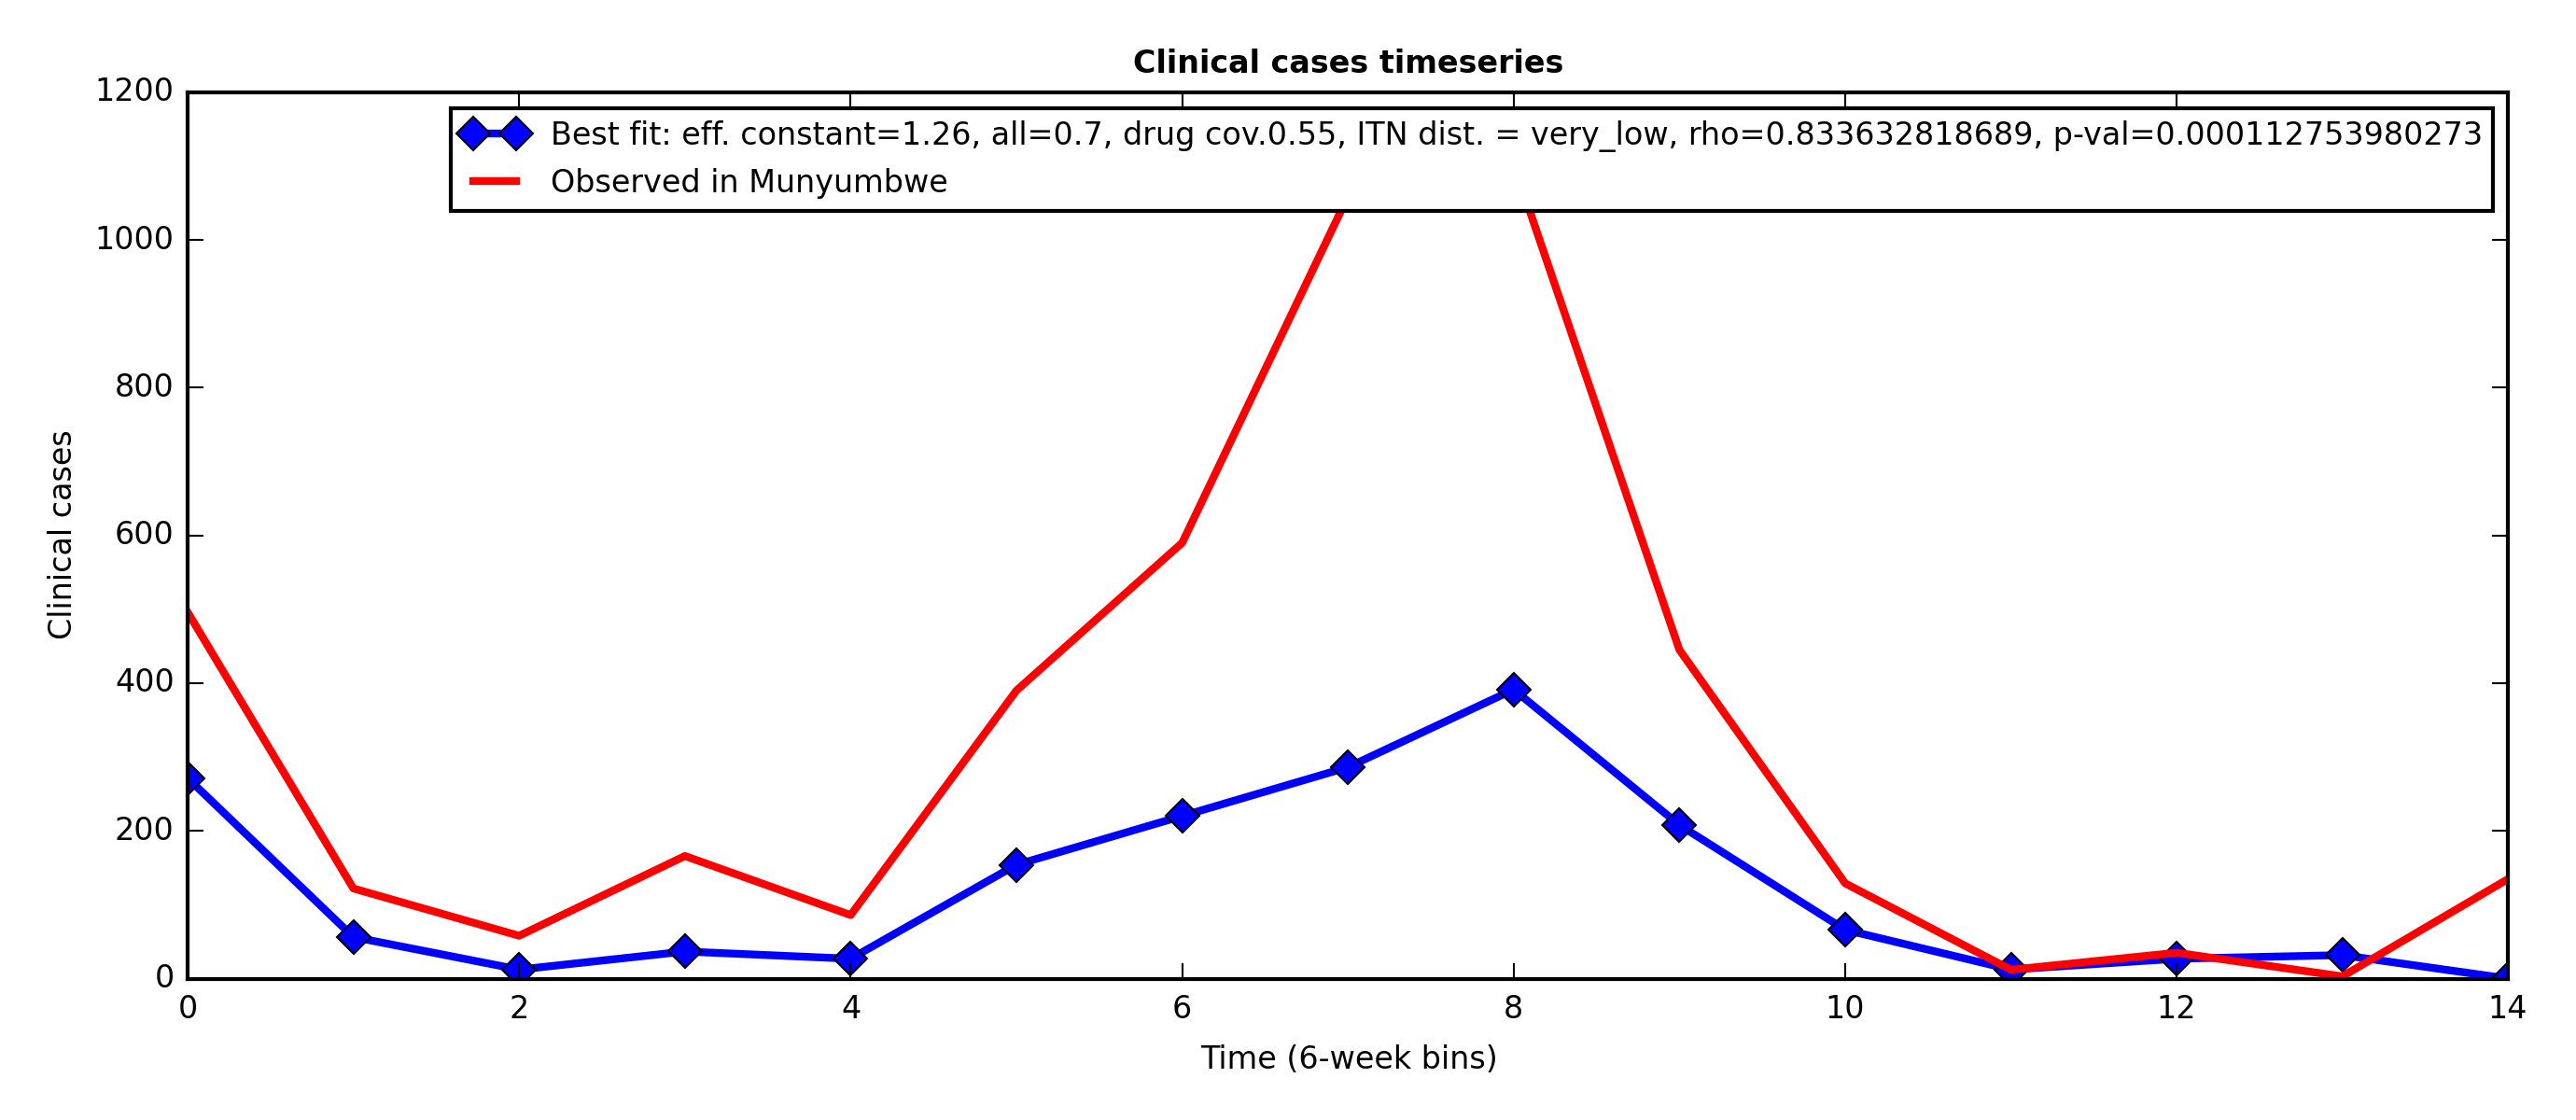 Clinical cases timeseries
Best fit: eff. constant=1.26, all=0.7, drug cov.0.55, ITN dist. = very_low, rho=0.833632818689, p-val=0.000112753980273
Observed in Munyumbwe
1200
1000
800
600
400
200
0
Clinical cases
0 2 4 6 8 10 12 14
Time (6-week bins)